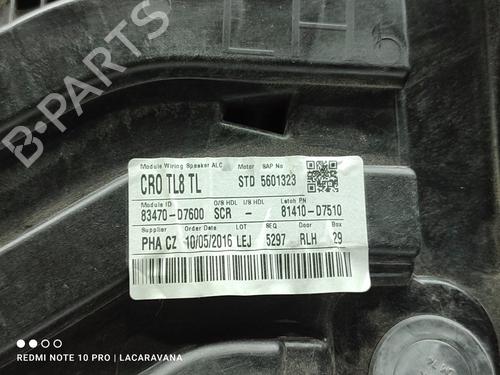 B-PARTS
Module Wiring Speaker ALC Motor SAP No
CRO TL8 TL STD 5601323
Module ID O/S HDL I/S HDL Latch PN
83470-D7600 SCR - 81410-D7510
Supplier Order Date LOT SEQ Door Box
PHA CZ 10/05/2016 LEJ 5297 RLH 29
REDMI NOTE 10 PRO | LACARAVANA